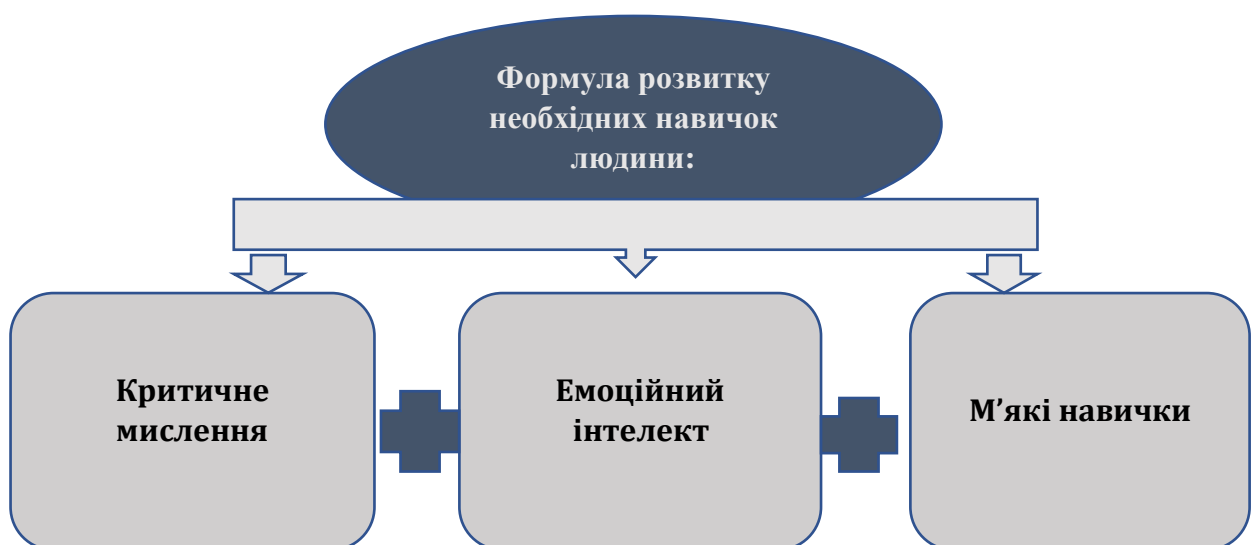 Формула розвитку
необхідних навичок
людини:
Критичне
мислення
Емоційний
інтелект
М’які навички